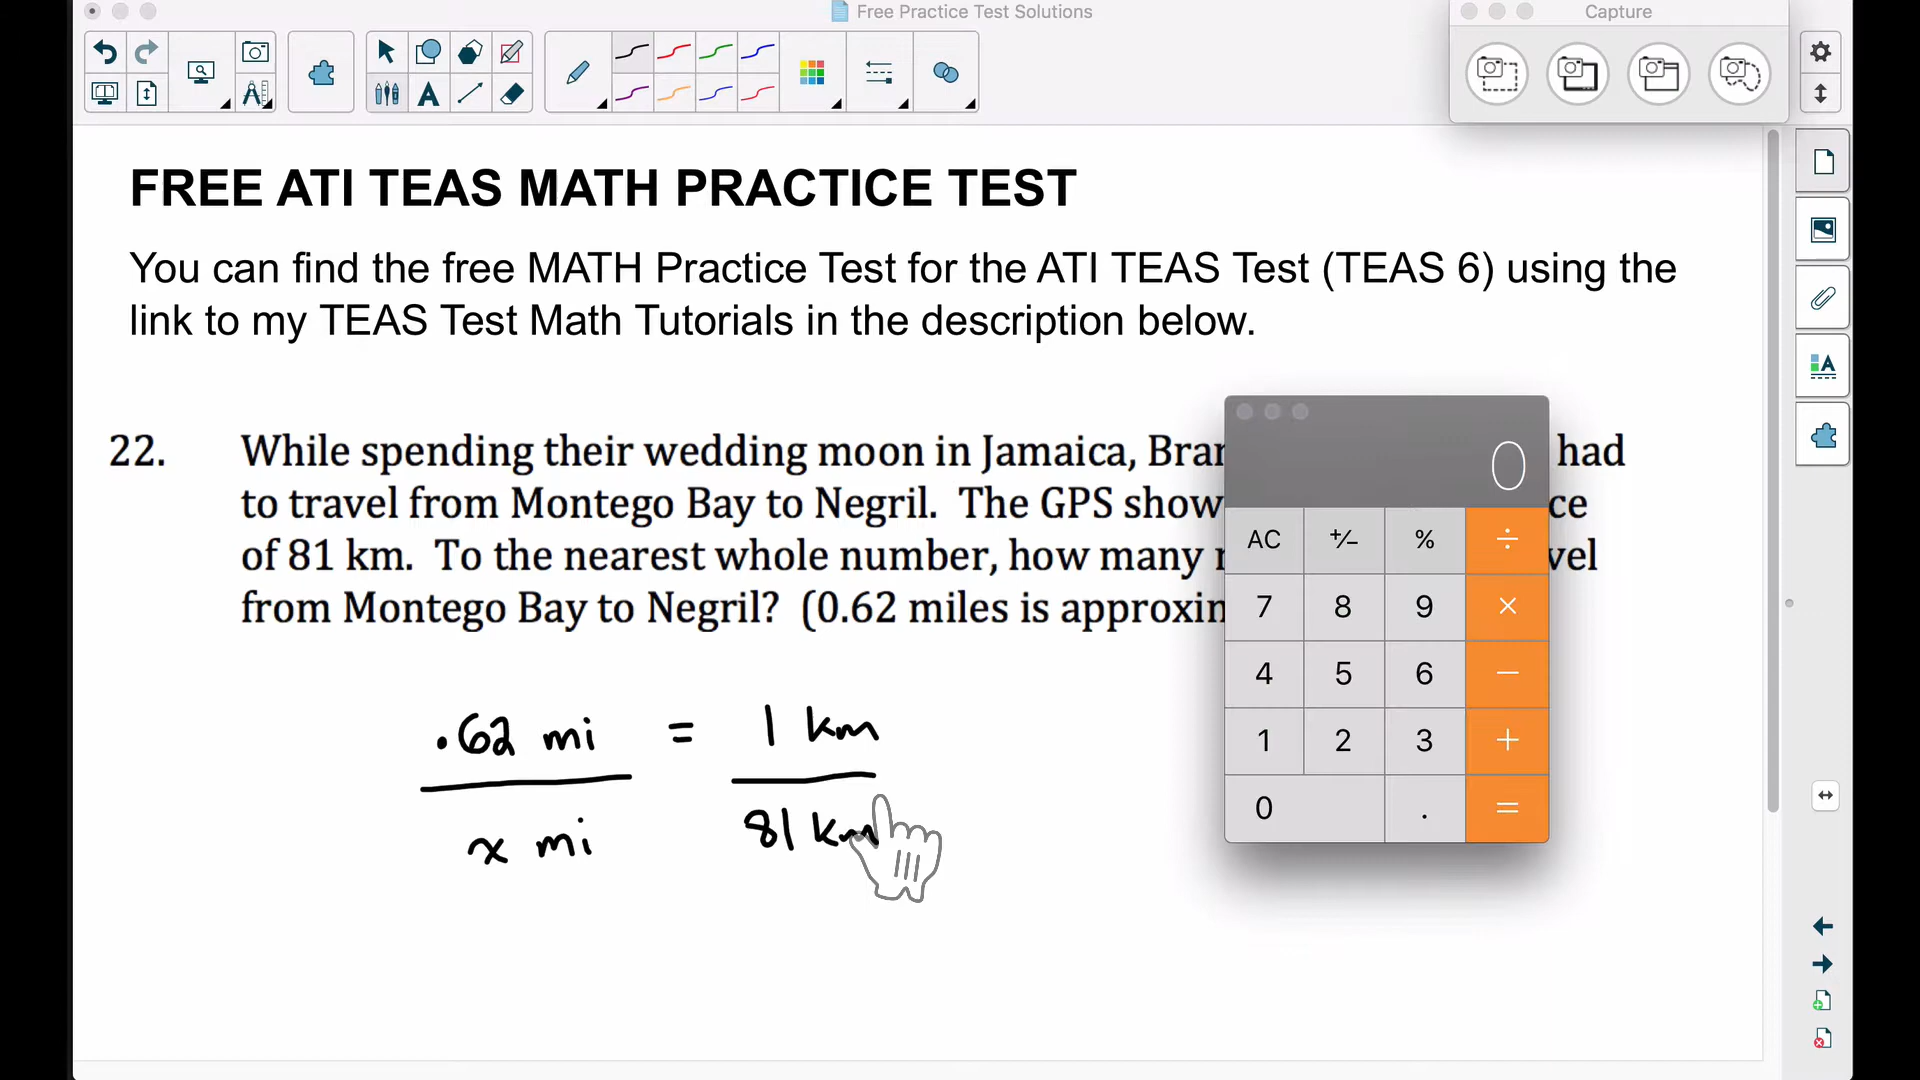 Free Practice Test Solutions
Capture
FREE ATI TEAS MATH PRACTICE TEST
You can find the free MATH Practice Test for the ATI TEAS Test (TEAS 6) using the
link to my TEAS Test Math Tutorials in the description below.
22. While spending their wedding moon in Jamaica, had
to travel from Montego Bay to Negril. The GPS
of 81 km. To the nearest whole number, how many
from Montego Bay to Negril? (0.62 miles is
.62 mi = 1 km
x mi 81 km
0
AC +/− % ÷
7 8 9 ×
4 5 6 −
1 2 3 +
0 . =